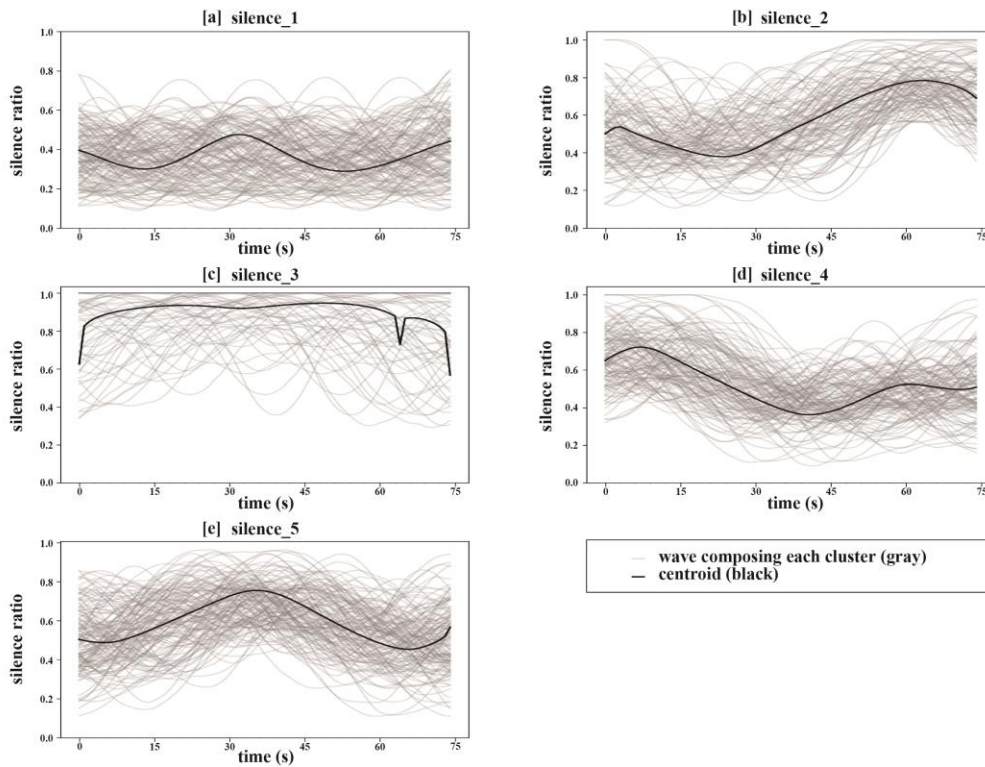 [a] silence_1
1.0
0.8
0.6
0.4
0.2
0.0
silence ratio
0 15 30 45 60 75
time (s)
[b] silence_2
1.0
0.8
0.6
0.4
0.2
0.0
silence ratio
0 15 30 45 60 75
time (s)
[c] silence_3
1.0
0.8
0.6
0.4
0.2
0.0
silence ratio
0 15 30 45 60 75
time (s)
[d] silence_4
1.0
0.8
0.6
0.4
0.2
0.0
silence ratio
0 15 30 45 60 75
time (s)
[e] silence_5
1.0
0.8
0.6
0.4
0.2
0.0
silence ratio
0 15 30 45 60 75
time (s)
wave composing each cluster (gray)
centroid (black)